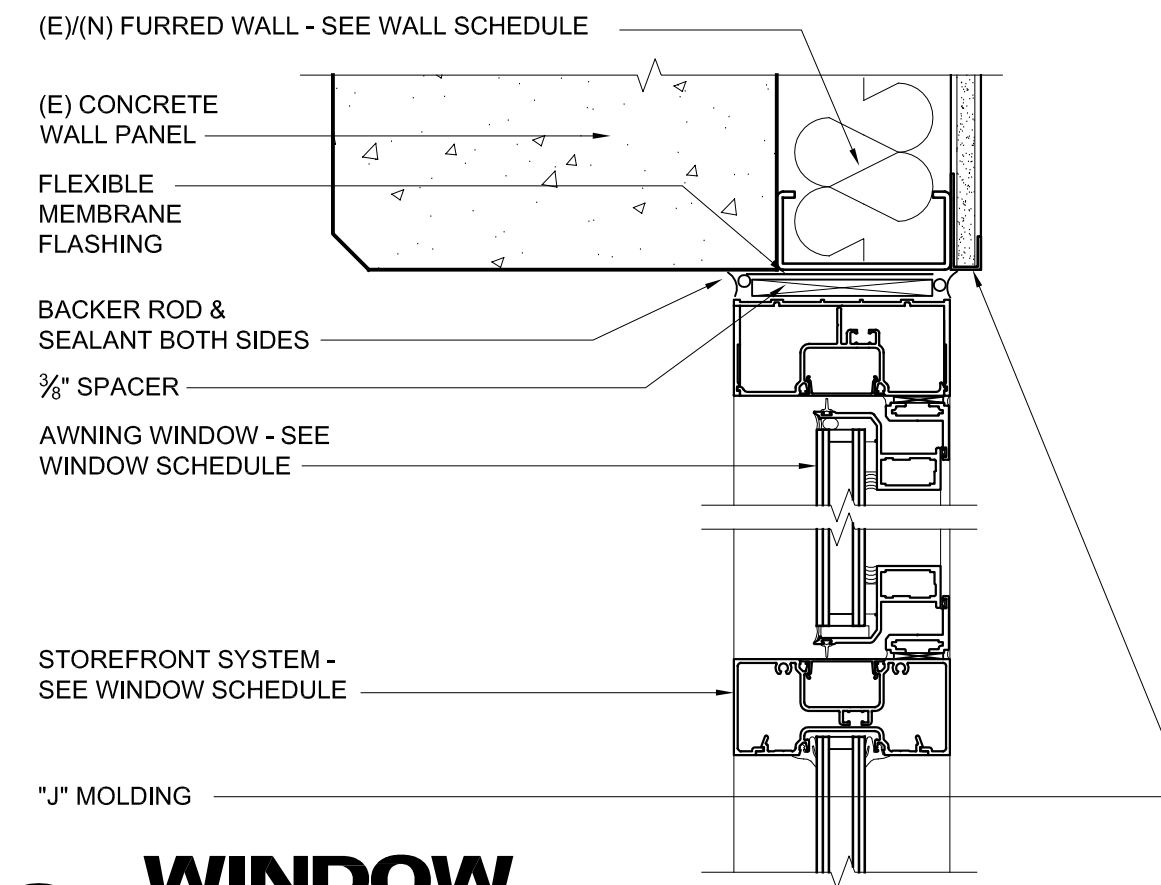 (E)/(N) FURRED WALL - SEE WALL SCHEDULE
(E) CONCRETE
WALL PANEL
FLEXIBLE
MEMBRANE
FLASHING
BACKER ROD &
SEALANT BOTH SIDES
⅜" SPACER
AWNING WINDOW - SEE
WINDOW SCHEDULE
STOREFRONT SYSTEM -
SEE WINDOW SCHEDULE
"J" MOLDING
WINDOW